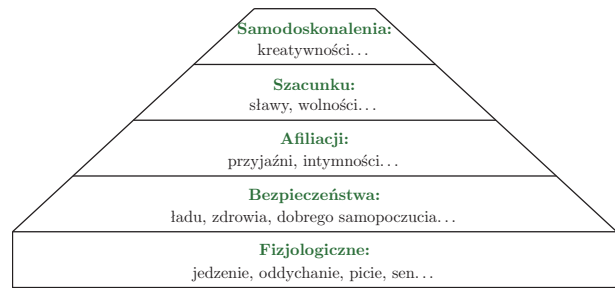 Samodoskonalenia:
kreatywności...
Szacunku:
sławy, wolności...
Afiliacji:
przyjaźni, intymności...
Bezpieczeństwa:
ładu, zdrowia, dobrego samopoczucia...
Fizjologiczne:
jedzenie, oddychanie, picie, sen...